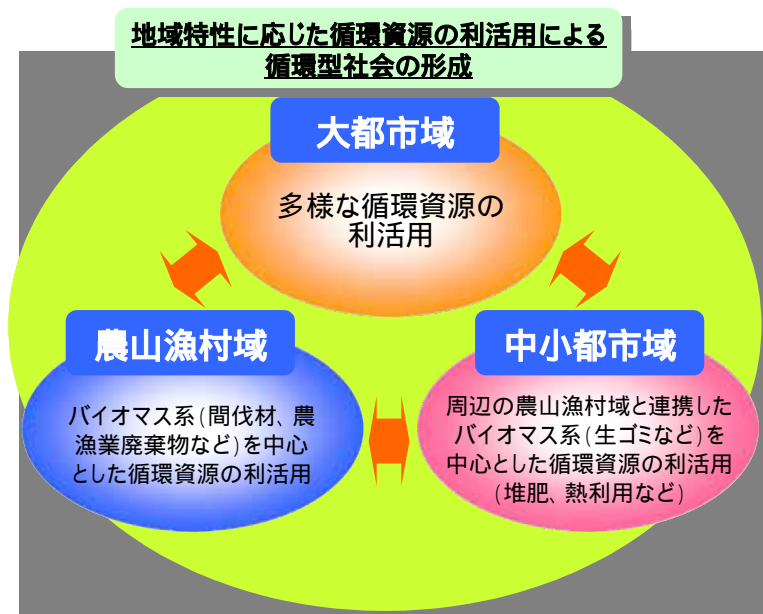 地域特性に応じた循環資源の利活用による
循環型社会の形成
大都市域
多様な循環資源の
利活用
農山漁村域
バイオマス系(間伐材、農
漁業廃棄物など)を中心
とした循環資源の利活用
中小都市域
周辺の農山漁村域と連携した
バイオマス系(生ゴミなど)を
中心とした循環資源の利活用
(堆肥、熱利用など)